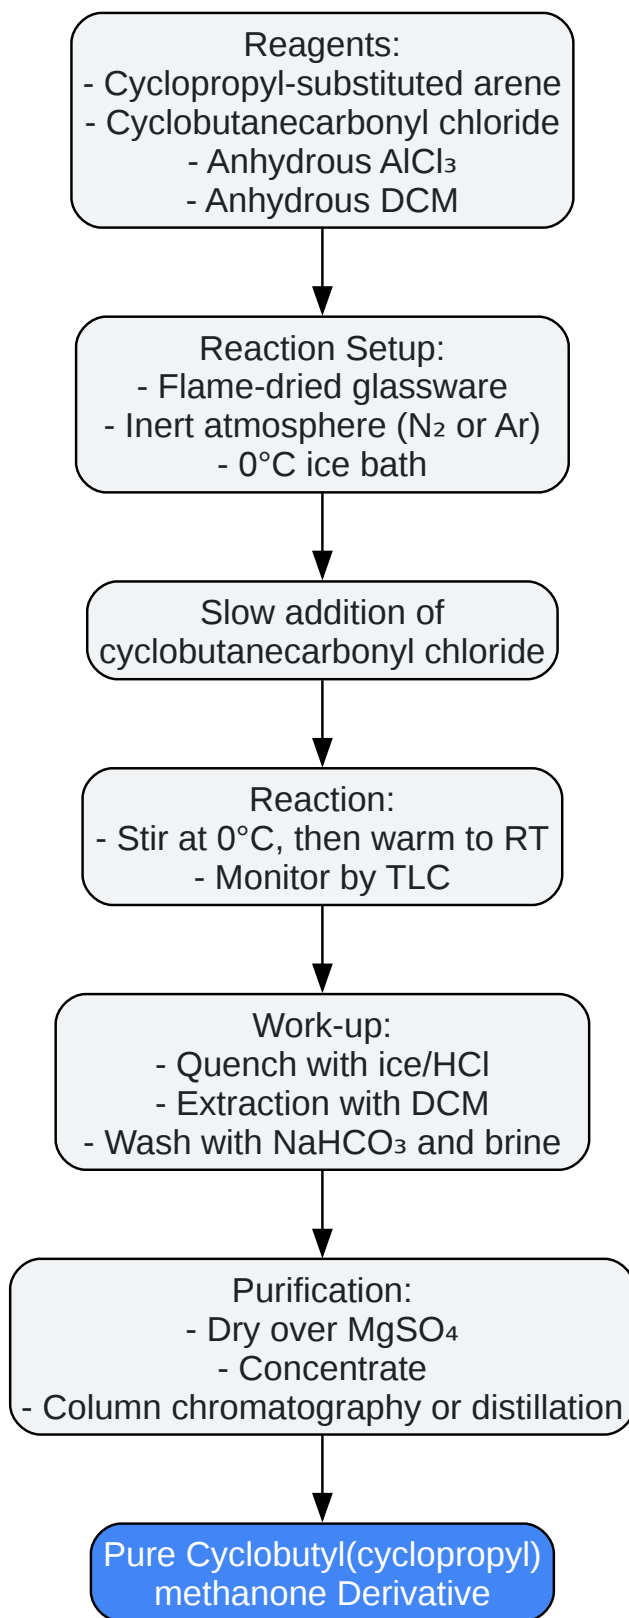 Reagents:
- Cyclopropyl-substituted arene
- Cyclobutanecarbonyl chloride
- Anhydrous AlCl₃
- Anhydrous DCM
Reaction Setup:
- Flame-dried glassware
- Inert atmosphere (N₂ or Ar)
- 0°C ice bath
Slow addition of
cyclobutanecarbonyl chloride
Reaction:
- Stir at 0°C, then warm to RT
- Monitor by TLC
Work-up:
- Quench with ice/HCl
- Extraction with DCM
- Wash with NaHCO₃ and brine
Purification:
- Dry over MgSO₄
- Concentrate
- Column chromatography or distillation
Pure Cyclobutyl(cyclopropyl)
methanone Derivative